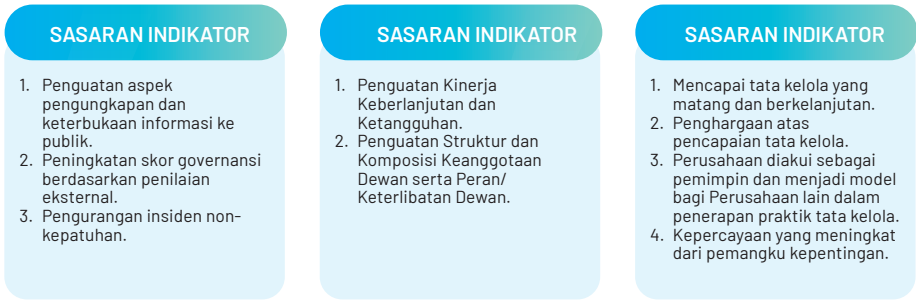 SASARAN INDIKATOR
1. Penguatan aspek
pengungkapan dan
keterbukaan informasi ke
publik.
2. Peningkatan skor governansi
berdasarkan penilaian
eksternal.
3. Pengurangan insiden non-
kepatuhan.
SASARAN INDIKATOR
1. Penguatan Kinerja
Keberlanjutan dan
Ketangguhan.
2. Penguatan Struktur dan
Komposisi Keanggotaan
Dewan serta Peran/
Keterlibatan Dewan.
SASARAN INDIKATOR
1. Mencapai tata kelola yang
matang dan berkelanjutan.
2. Penghargaan atas
pencapaian tata kelola.
3. Perusahaan diakui sebagai
pemimpin dan menjadi model
bagi Perusahaan lain dalam
penerapan praktik tata kelola.
4. Kepercayaan yang meningkat
dari pemangku kepentingan.